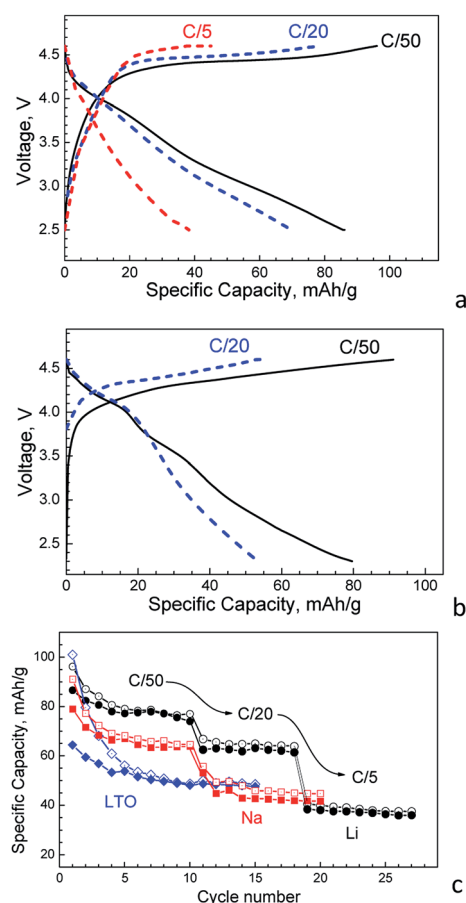 C/5 C/20 C/50
4.5
4.0
3.5
3.0
2.5
Voltage, V
0 20 40 60 80 100
Specific Capacity, mAh/g
a
C/20 C/50
4.5
4.0
3.5
3.0
2.5
Voltage, V
0 20 40 60 80 100
Specific Capacity, mAh/g
b
100
80
60
40
20
Specific Capacity, mAh/g
C/50
C/20
C/5
LTO
Na
Li
0 5 10 15 20 25
Cycle number
c